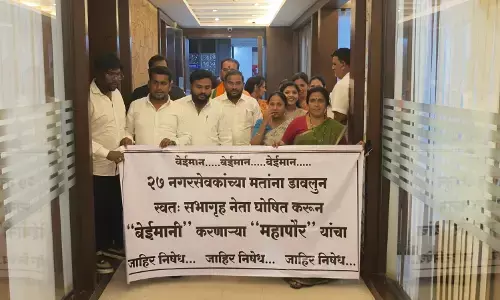 बेईमान.....बेईमान...बेईमान.....
२७ नगरसेवकांच्या मतांना डावलुन
स्वतः सभागृह नेता घोषित करून
"बेईमानी" करणाऱ्या "महापौर" यांचा
जाहिर निषेध... जाहिर निषेध... जाहिर निषेध...